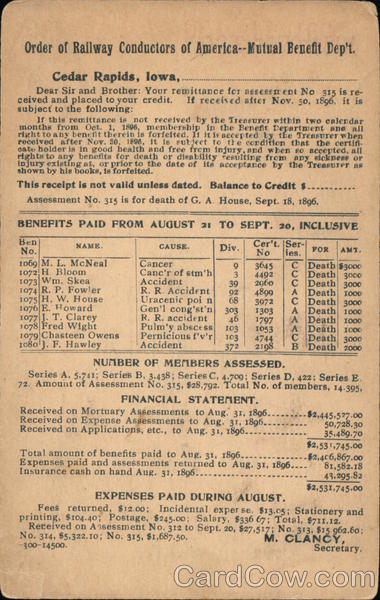 Order of Railway Conductors of America--Mutual Benefit Dep't.
Cedar Rapids, Iowa,
Dear Sir and Brother: Your remittance for assessment No 315 is re-
ceived and placed to your credit. If received after Nov. 30, 1896, it is
subject to the following:
If this remittance is not received by the Treasurer within two calendar
months from Oct. 1, 1896, membership in the Benefit Department and all
right to any benefit therein is forfeited. If it is accepted by the Treasurer when
received after Nov. 30, 1896, it is subject to the condition that the certifi-
cate holder is in good health and free from injury, and when so accepted, all
rights to any benefits for death or disability resulting from any sickness or
injury existing at, or prior to the date of its acceptance by the Treasurer as
shown by his books, is forfeited.
This receipt is not valid unless dated. Balance to Credit $
Assessment No. 315 is for death of G. A. House, Sept. 18, 1896.
BENEFITS PAID FROM AUGUST 21 TO SEPT. 20, INCLUSIVE
Ben No. NAME. CAUSE. Div. Cer't No Ser-ies. FOR AMT.
1069 M. L. McNeal Cancer 9 3645 C Death $3000
1072 H. Bloom Canc'r of stm'h 3 4492 C Death 3000
1073 Wm. Skea Accident 39 2060 C Death 3000
1074 R. P. Fowler R. R. Accident 92 4899 A Death 1000
1075 H. W. House Uracenic poi n 68 3972 C Death 3000
1076 E. Howard Gen'l cong'st'n 303 1303 A Death 1000
1077 J. T. Clarey R. R. accident 46 1797 A Death 1000
1078 Fred Wight Pulm'y absces 103 1053 A Death 1000
1079 Chasteen Owens Pernicious f'v'r 103 4744 C Death 3000
1080 J. F. Hawley Accident 372 2198 B Death 2000
NUMBER OF MEMBERS ASSESSED.
Series A, 5,741; Series B, 3,438; Series C, 4,709; Series D, 422; Series E
72. Amount of Assessment No. 315, $28,792. Total No. of members, 14,395.
FINANCIAL STATEMENT.
Received on Mortuary Assessments to Aug. 31, 1896 $2,445,527.00
Received on Expense Assessments to Aug. 31, 1896 50,728.30
Received on Applications, etc., to Aug. 31, 1896 35,489.70
$2,531,745.00
Total amount of benefits paid to Aug. 31, 1896 $2,406,867.00
Expenses paid and assessments returned to Aug. 31, 1896 81,582.18
Insurance cash on hand Aug. 31, 1896 43,295.82
$2,531,745.00
EXPENSES PAID DURING AUGUST.
Fees returned, $12.00; Incidental expense. $13.05; Stationery and
printing, $104.40; Postage, $245.00; Salary, $336 67; Total, $711.12.
Received on Assessment No. 312 to Sept. 20, $27,517; No. 313, $15,962.60;
No. 314, $5,322.10; No. 315, $1,687.50.
M. CLANCY,
-300-14500.
Secretary.
CardCow.com